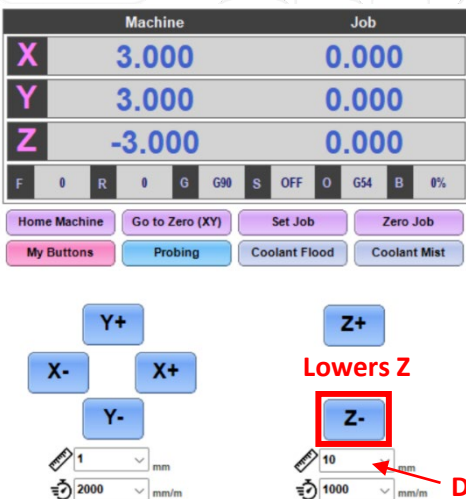 Machine Job
X 3.000 0.000
Y 3.000 0.000
Z -3.000 0.000
F 0 R 0 G G90 S OFF O G54 B 0%
Home Machine Go to Zero (XY) Set Job Zero Job
My Buttons Probing Coolant Flood Coolant Mist
Y+ Z+
X- X+ Lowers Z
Y- Z-
1 mm 10 mm
2000 mm/m 1000 mm/m D